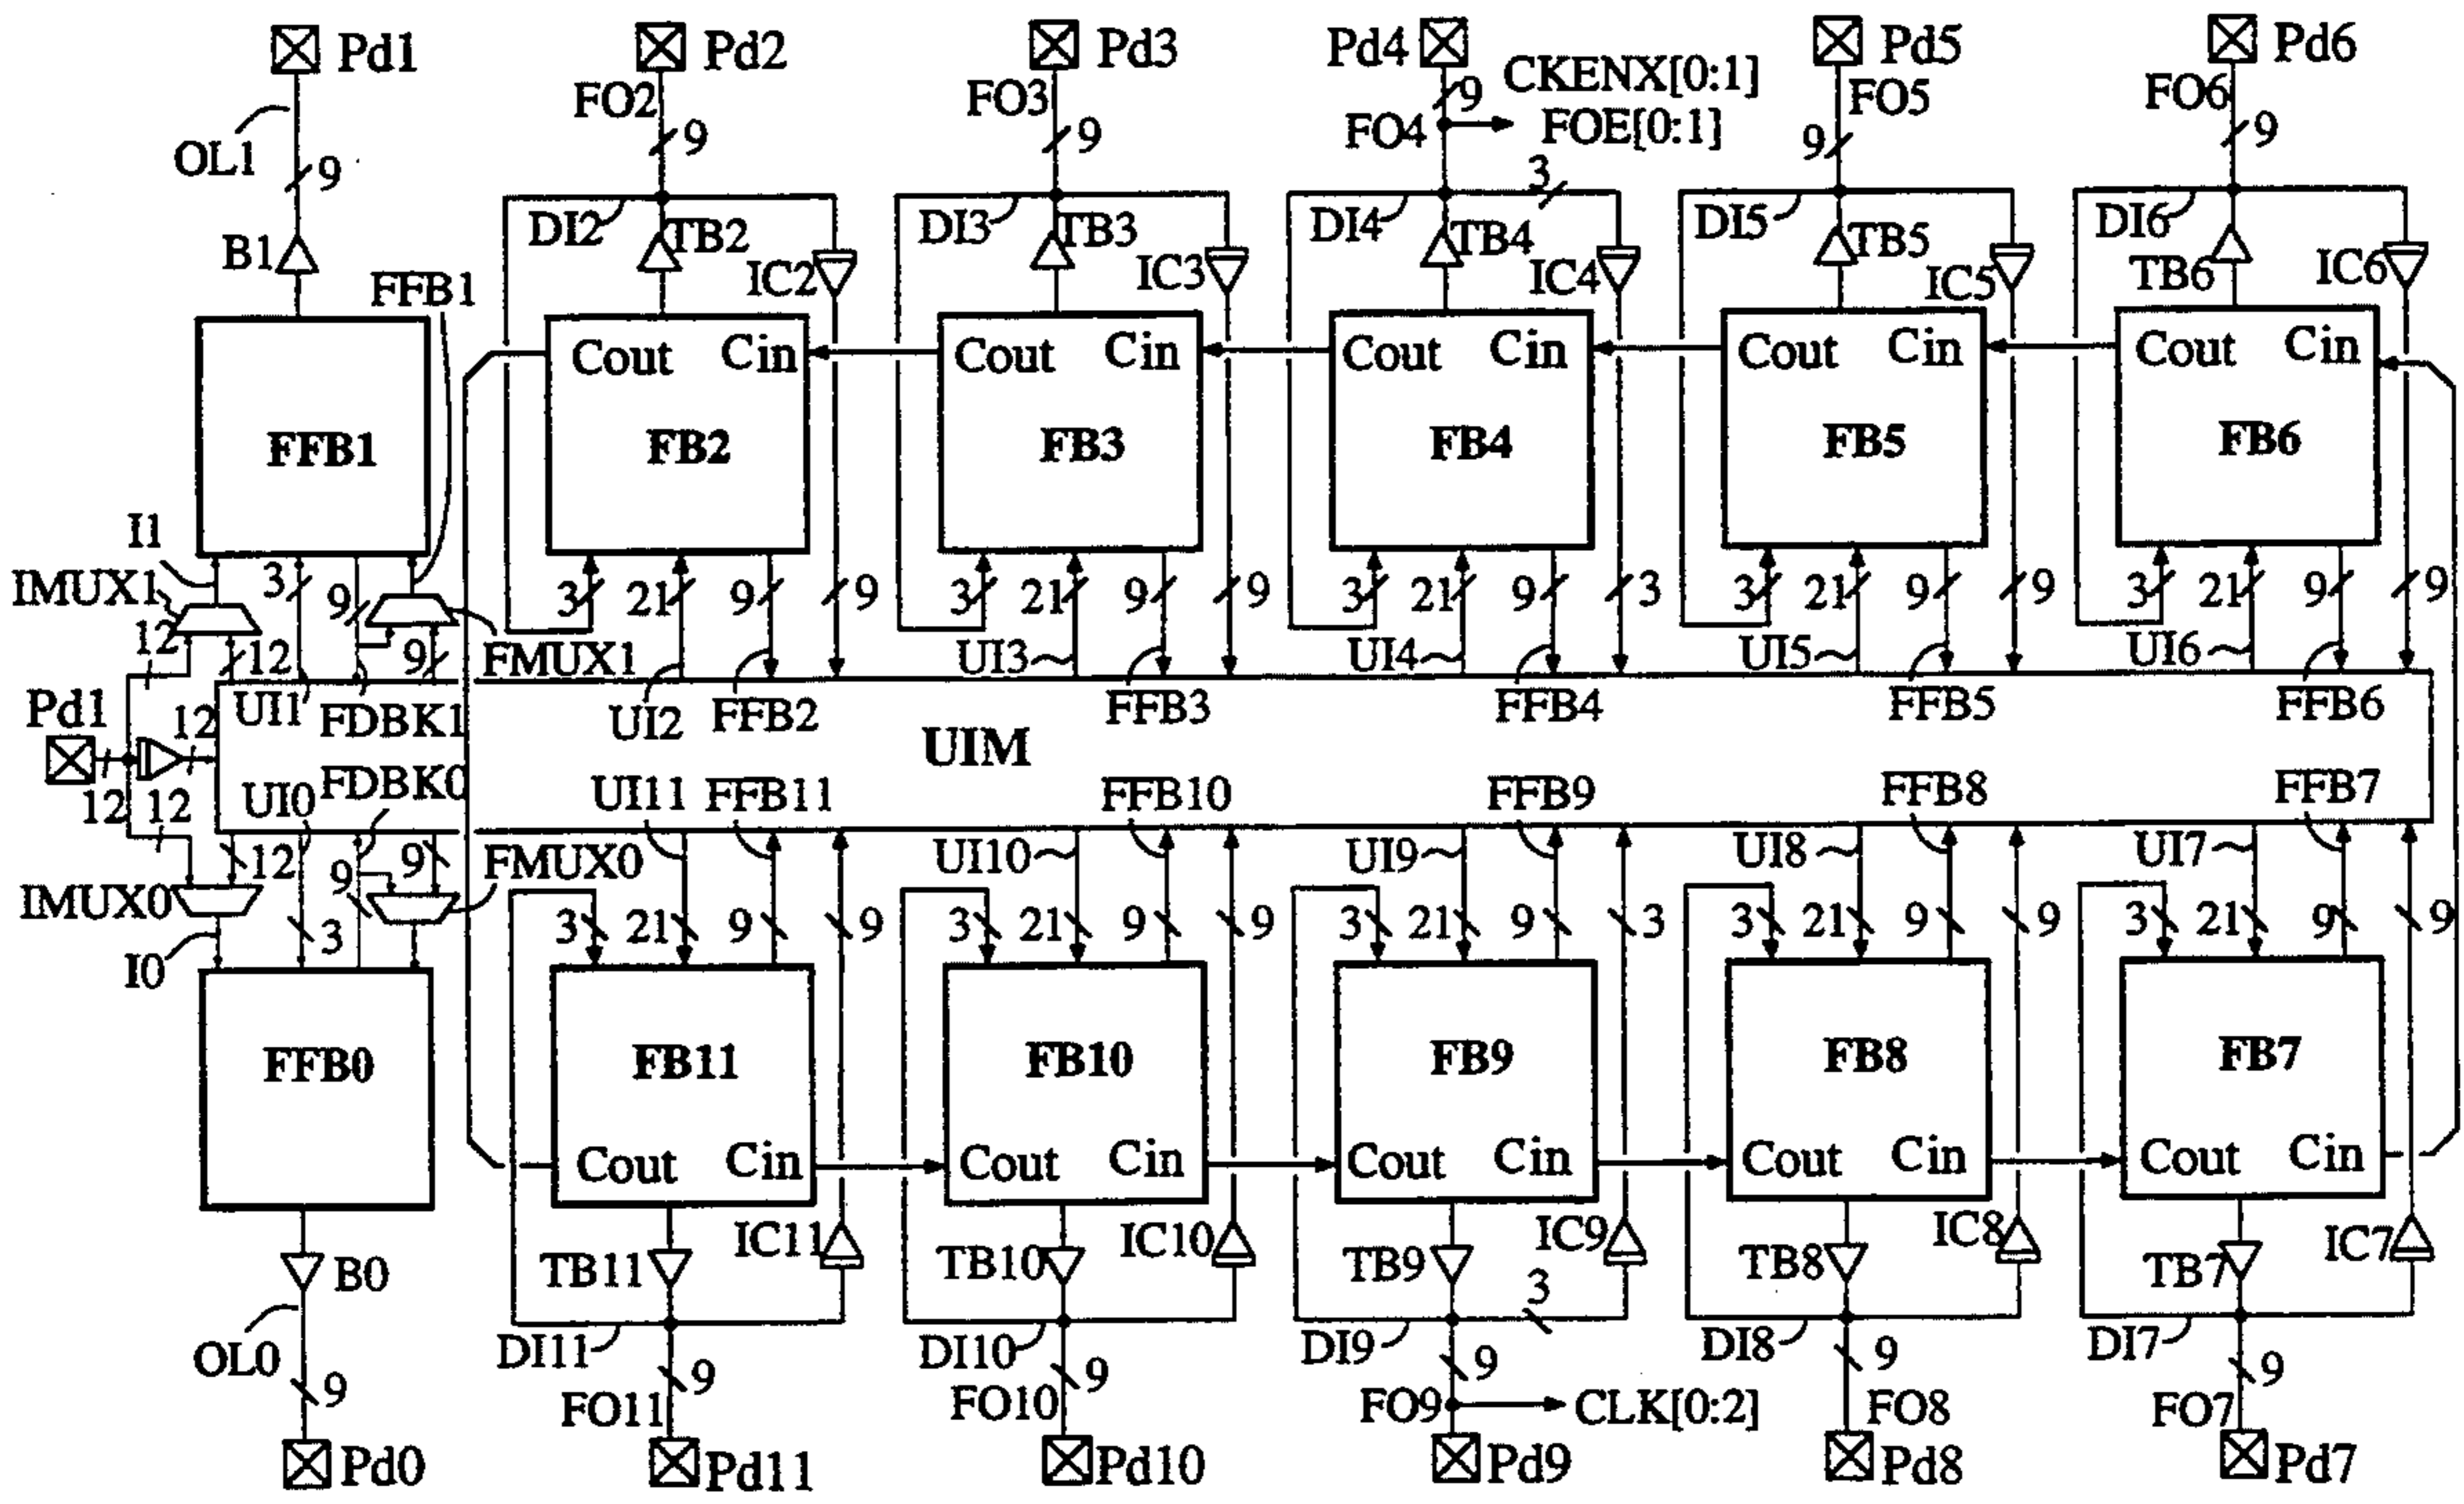 Pd1 Pd2 Pd3 Pd4 Pd5 Pd6
FO2 FO3 9 CKENX[0:1] FO5 FO6
OL1 9 9 9 FO4 FOE[0:1] 9 9
3
DI2 TB2 DI3 TB3 DI4 TB4 DI5 TB5 DI6 TB6
B1 FFB1 IC2 IC3 IC4 IC5 IC6
Cout Cin Cout Cin Cout Cin Cout Cin Cout Cin
FFB1 FB2 FB3 FB4 FB5 FB6
I1
IMUX1 3 9 3 21 9 9 3 21 9 9 3 21 9 3 3 21 9 9 3 21 9 9
12 12 9 FMUX1 UI3 UI4 UI5 UI6
Pd1 12 UI1 FDBK1 UI2 FFB2 FFB3 FFB4 FFB5 FFB6
UIM
12 12 UI0 FDBK0 UI11 FFB11 FFB10 FFB9 FFB8 FFB7
12 9 9 FMUX0 UI10 UI9 UI8 UI7
IMUX0 3 3 21 9 9 3 21 9 9 3 21 9 3 3 21 9 9 3 21 9 9
I0
FFB0 FB11 FB10 FB9 FB8 FB7
Cout Cin Cout Cin Cout Cin Cout Cin Cout Cin
B0 TB11 IC11 TB10 IC10 TB9 IC9 TB8 IC8 TB7 IC7
3
OL0 DI11 DI10 DI9 DI8 DI7
9 9 9 9 9 9
FO11 FO10 FO9 CLK[0:2] FO8 FO7
Pd0 Pd11 Pd10 Pd9 Pd8 Pd7